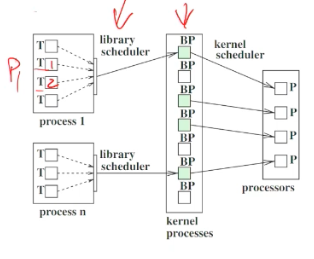 library
scheduler
BP
kernel
scheduler
P₁
T
T 1
T 2
T
process 1
BP
BP
BP
BP
BP
BP
P
P
P
P
processors
T
T
T
library
scheduler
process n
kernel
processes